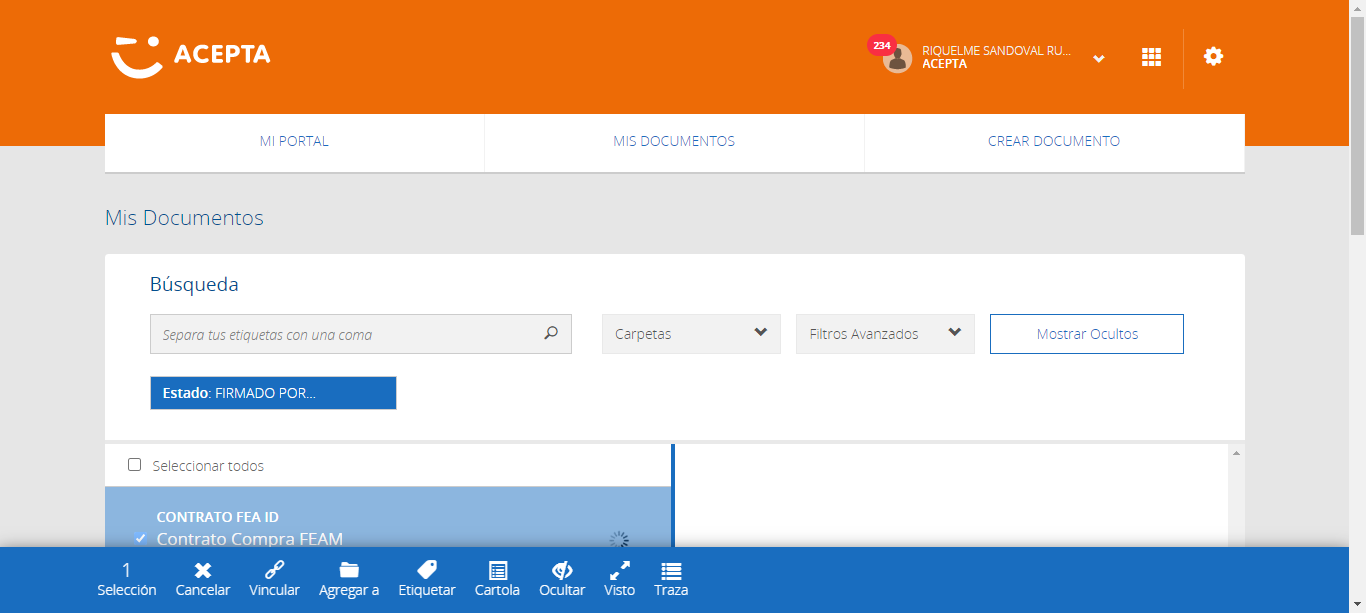 ACEPTA
234
RIQUELME SANDOVAL RU...
ACEPTA
MI PORTAL
MIS DOCUMENTOS
CREAR DOCUMENTO
Mis Documentos
Búsqueda
Separa tus etiquetas con una coma
Carpetas
Filtros Avanzados
Mostrar Ocultos
Estado: FIRMADO POR...
Seleccionar todos
CONTRATO FEA ID
Contrato Compra FEAM
1
Selección
Cancelar
Vincular
Agregar a
Etiquetar
Cartola
Ocultar
Visto
Traza